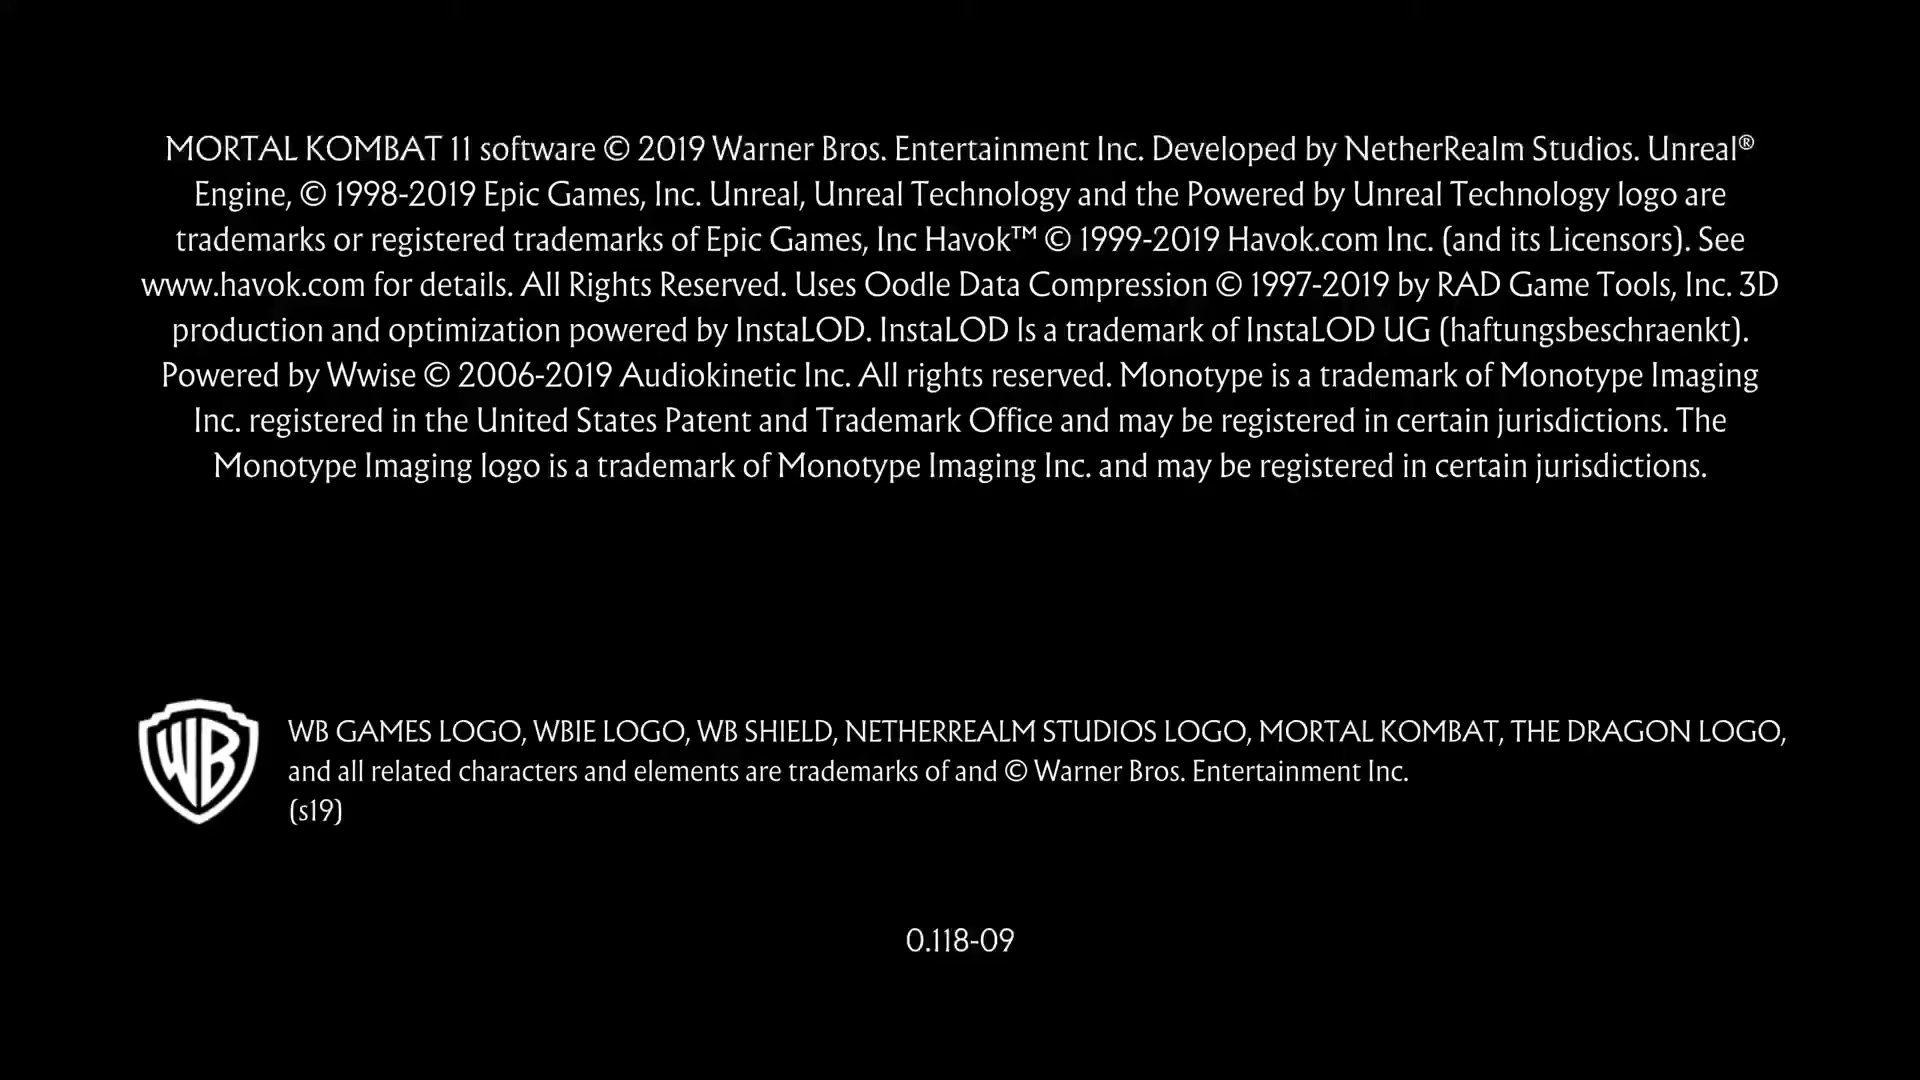 MORTAL KOMBAT 11 software © 2019 Warner Bros. Entertainment Inc. Developed by NetherRealm Studios. Unreal®
Engine, © 1998-2019 Epic Games, Inc. Unreal, Unreal Technology and the Powered by Unreal Technology logo are
trademarks or registered trademarks of Epic Games, Inc Havok™ © 1999-2019 Havok.com Inc. (and its Licensors). See
www.havok.com for details. All Rights Reserved. Uses Oodle Data Compression © 1997-2019 by RAD Game Tools, Inc. 3D
production and optimization powered by InstaLOD. InstaLOD Is a trademark of InstaLOD UG (haftungsbeschraenkt).
Powered by Wwise © 2006-2019 Audiokinetic Inc. All rights reserved. Monotype is a trademark of Monotype Imaging
Inc. registered in the United States Patent and Trademark Office and may be registered in certain jurisdictions. The
Monotype Imaging logo is a trademark of Monotype Imaging Inc. and may be registered in certain jurisdictions.
WB
WB GAMES LOGO, WBIE LOGO, WB SHIELD, NETHERREALM STUDIOS LOGO, MORTAL KOMBAT, THE DRAGON LOGO,
and all related characters and elements are trademarks of and © Warner Bros. Entertainment Inc.
(s19)
0.118-09